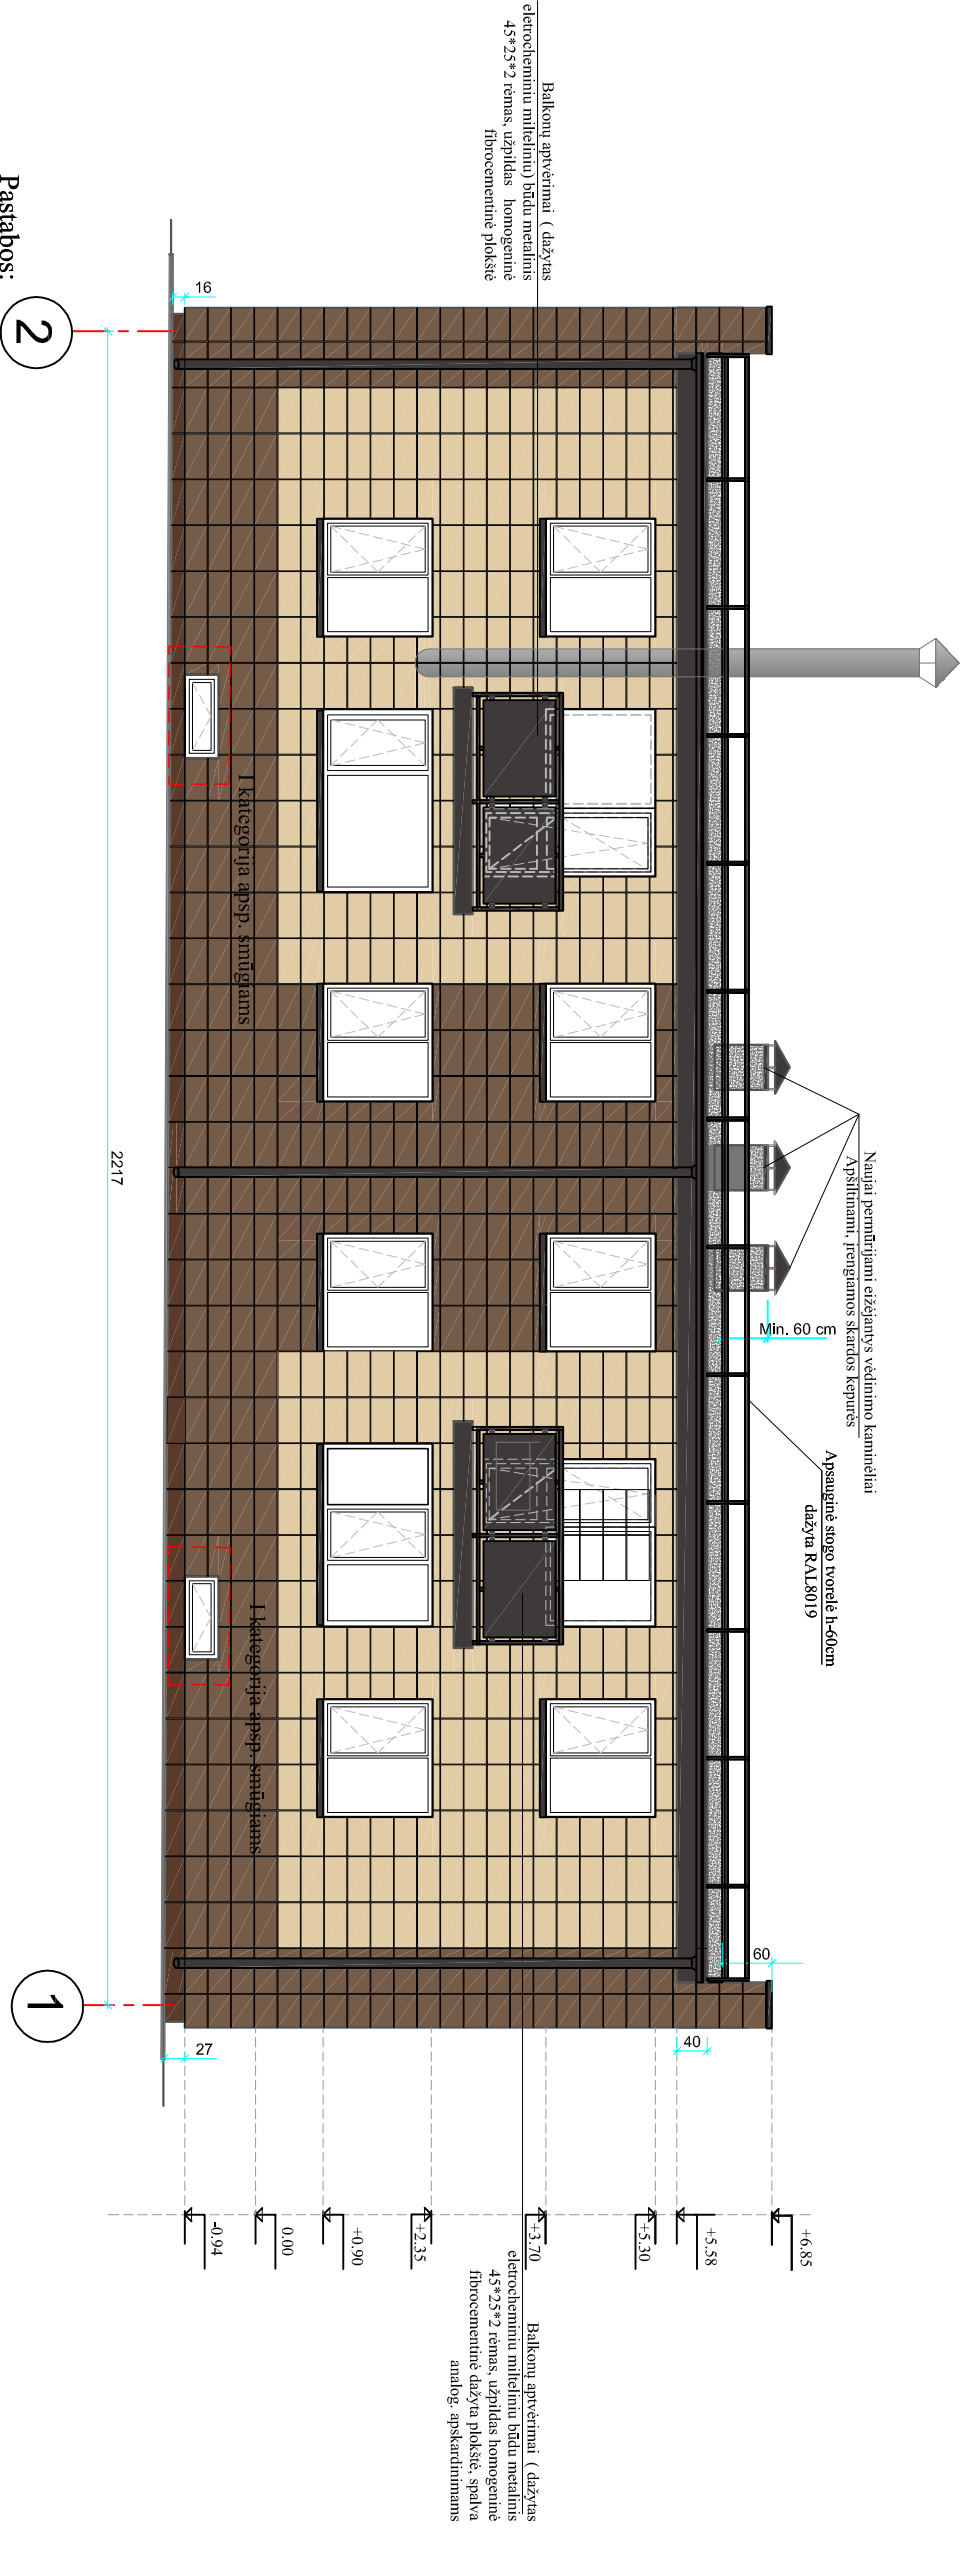 Naujai permūrijami eižėjantys vėdinimo kaminėliai
Apšiltinami, įrengiamos skardos kepurės
Apsauginė stogo tvorelė h-60cm
dažyta RAL8019
Min. 60 cm
60
40
Balkonų aptvėrimai ( dažytas
eletrocheminiu milteliniu) būdu metalinis
45*25*2 rėmas, užpildas homogeninė
fibrocementinė plokštė
Balkonų aptvėrimai ( dažytas
eletrocheminiu milteliniu būdu metalinis
45*25*2 rėmas, užpildas homogeninė
fibrocementinė dažyta plokštė, spalva
analog. apskardinimams
+6.85
+5.58
+5.30
+3.70
+2.35
+0.90
0.00
-0.94
I kategorija apsp. smūgiams
I kategorija apsp. smūgiams
16
27
2217
2
1
Pastabos: